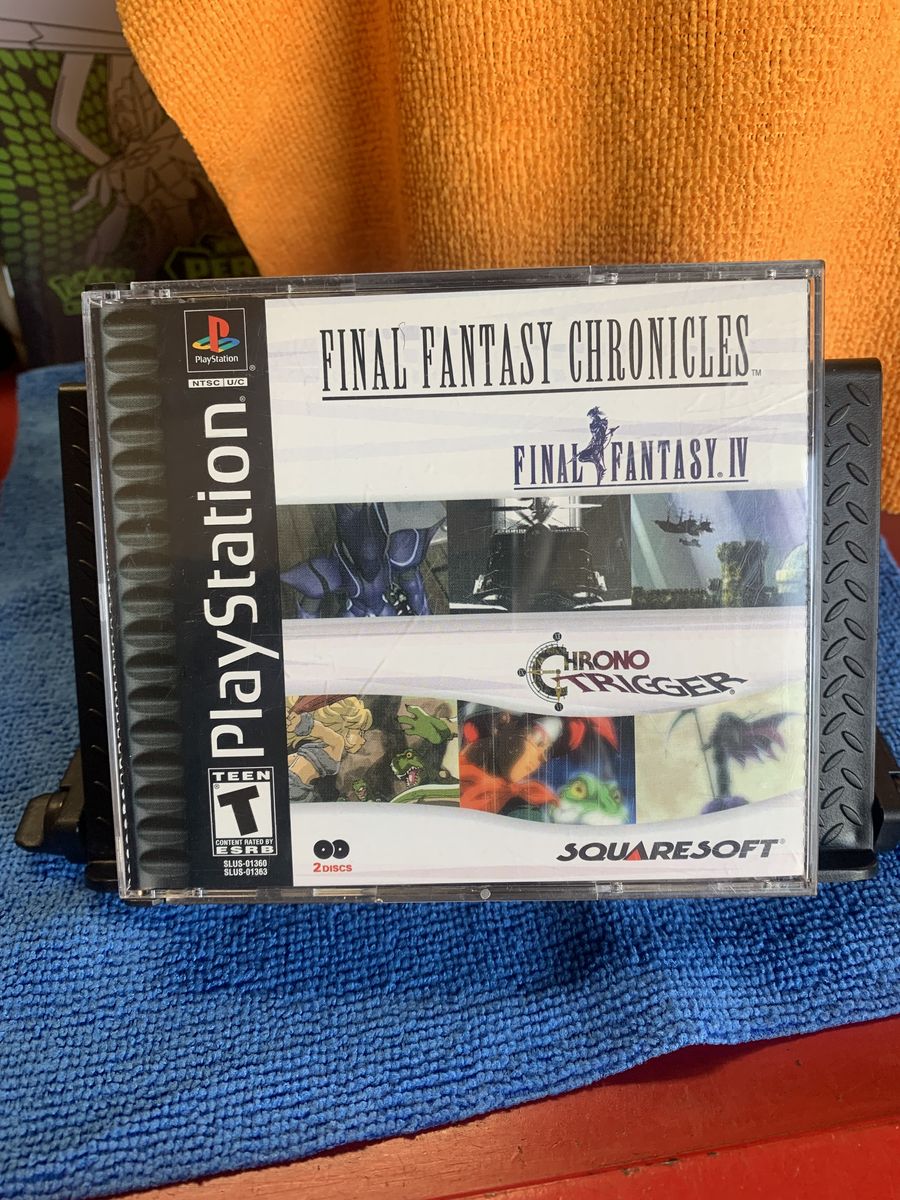 PlayStation
NTSC U/C
PlayStation
TEEN
T
CONTENT RATED BY
ESRB
SLUS-01360
SLUS-01363
FINAL FANTASY CHRONICLES™
FINAL FANTASY® IV
CHRONO
TRIGGER®
2 DISCS
SQUARESOFT®